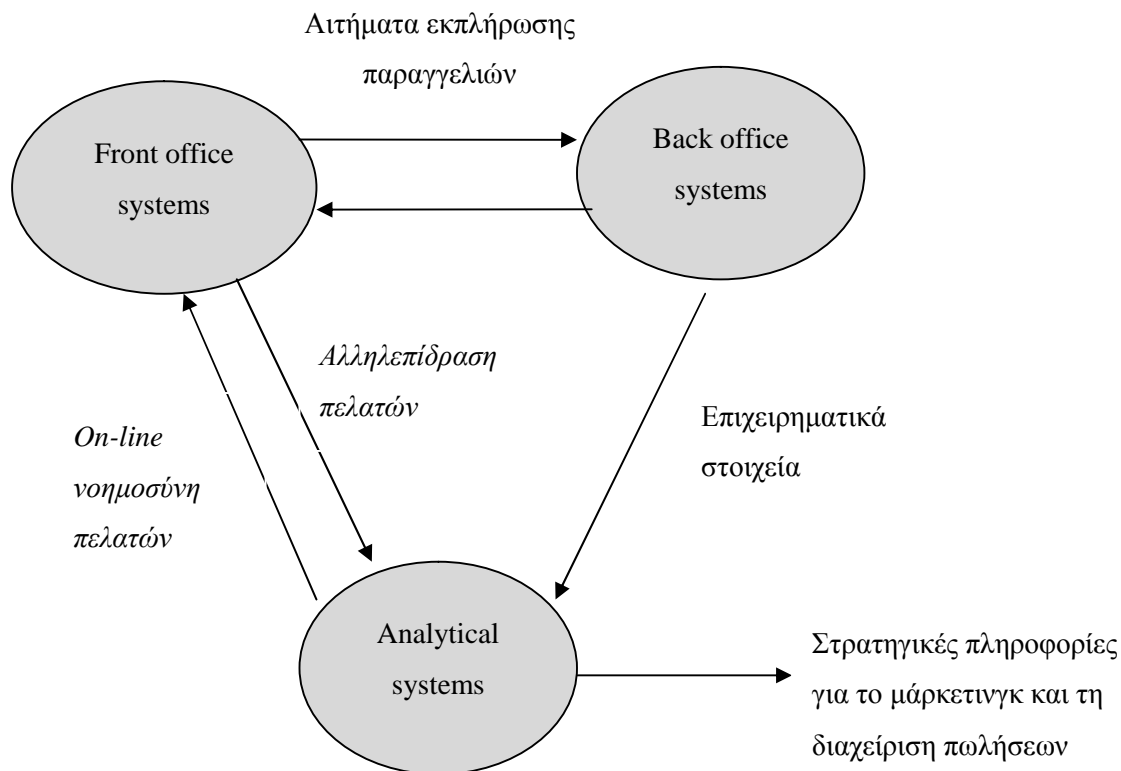 Αιτήματα εκπλήρωσης
παραγγελιών
Front office
systems
Back office
systems
Αλληλεπίδραση
πελατών
On-line
νοημοσύνη
πελατών
Επιχειρηματικά
στοιχεία
Analytical
systems
Στρατηγικές πληροφορίες
για το μάρκετινγκ και τη
διαχείριση πωλήσεων